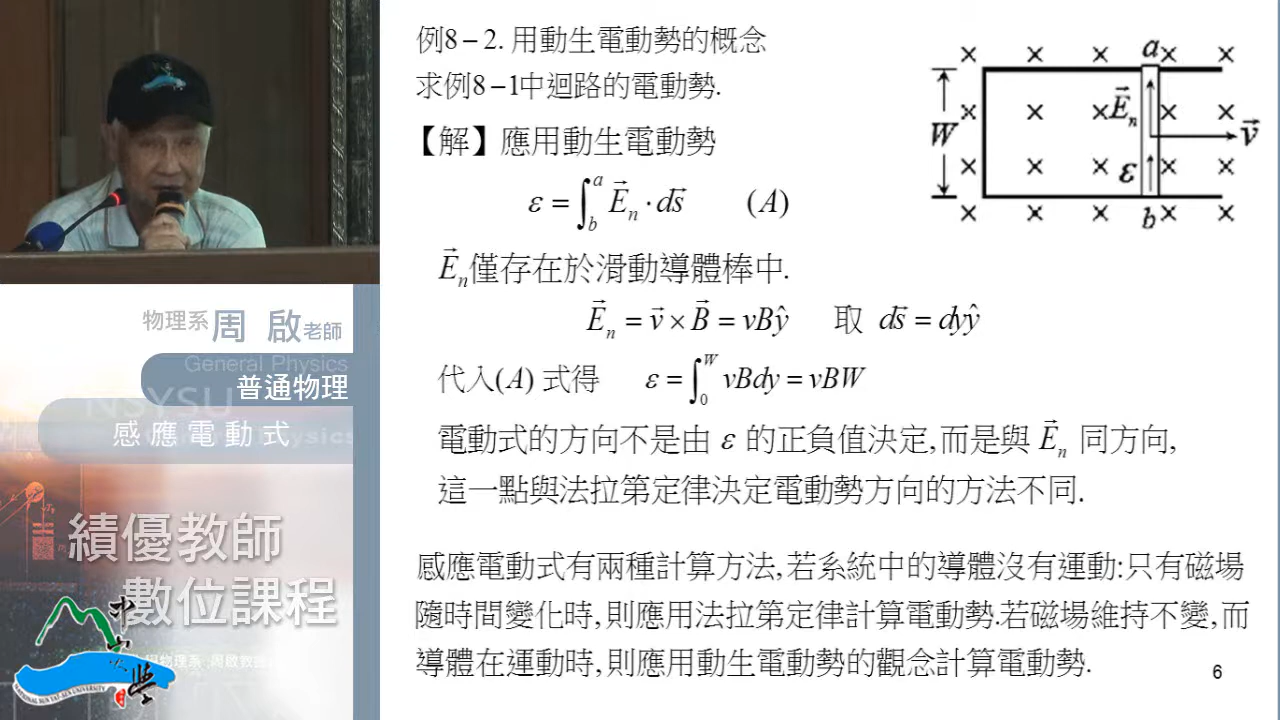 例8－2. 用動生電動勢的概念
求例8－1中迴路的電動勢.
【解】應用動生電動勢
ε = ∫_b^a E⃗_n · ds⃗ (A)
E⃗_n僅存在於滑動導體棒中.
E⃗_n = v⃗ × B⃗ = vBŷ 取 ds⃗ = dyŷ
代入(A) 式得 ε = ∫_0^W vBdy = vBW
電動式的方向不是由 ε 的正負值決定,而是與 E⃗_n 同方向,
這一點與法拉第定律決定電動勢方向的方法不同.
感應電動式有兩種計算方法,若系統中的導體沒有運動:只有磁場
隨時間變化時,則應用法拉第定律計算電動勢.若磁場維持不變,而
導體在運動時,則應用動生電動勢的觀念計算電動勢.
6
× × × a × ×
W × × × E⃗_n × ×
v⃗
× × × ε × ×
× × × b × ×
物理系 周 啟 老師
General Physics
普通物理
NSYSU
感應電動式
績優教師
數位課程
中山大學
NATIONAL SUN YAT-SEN UNIVERSITY